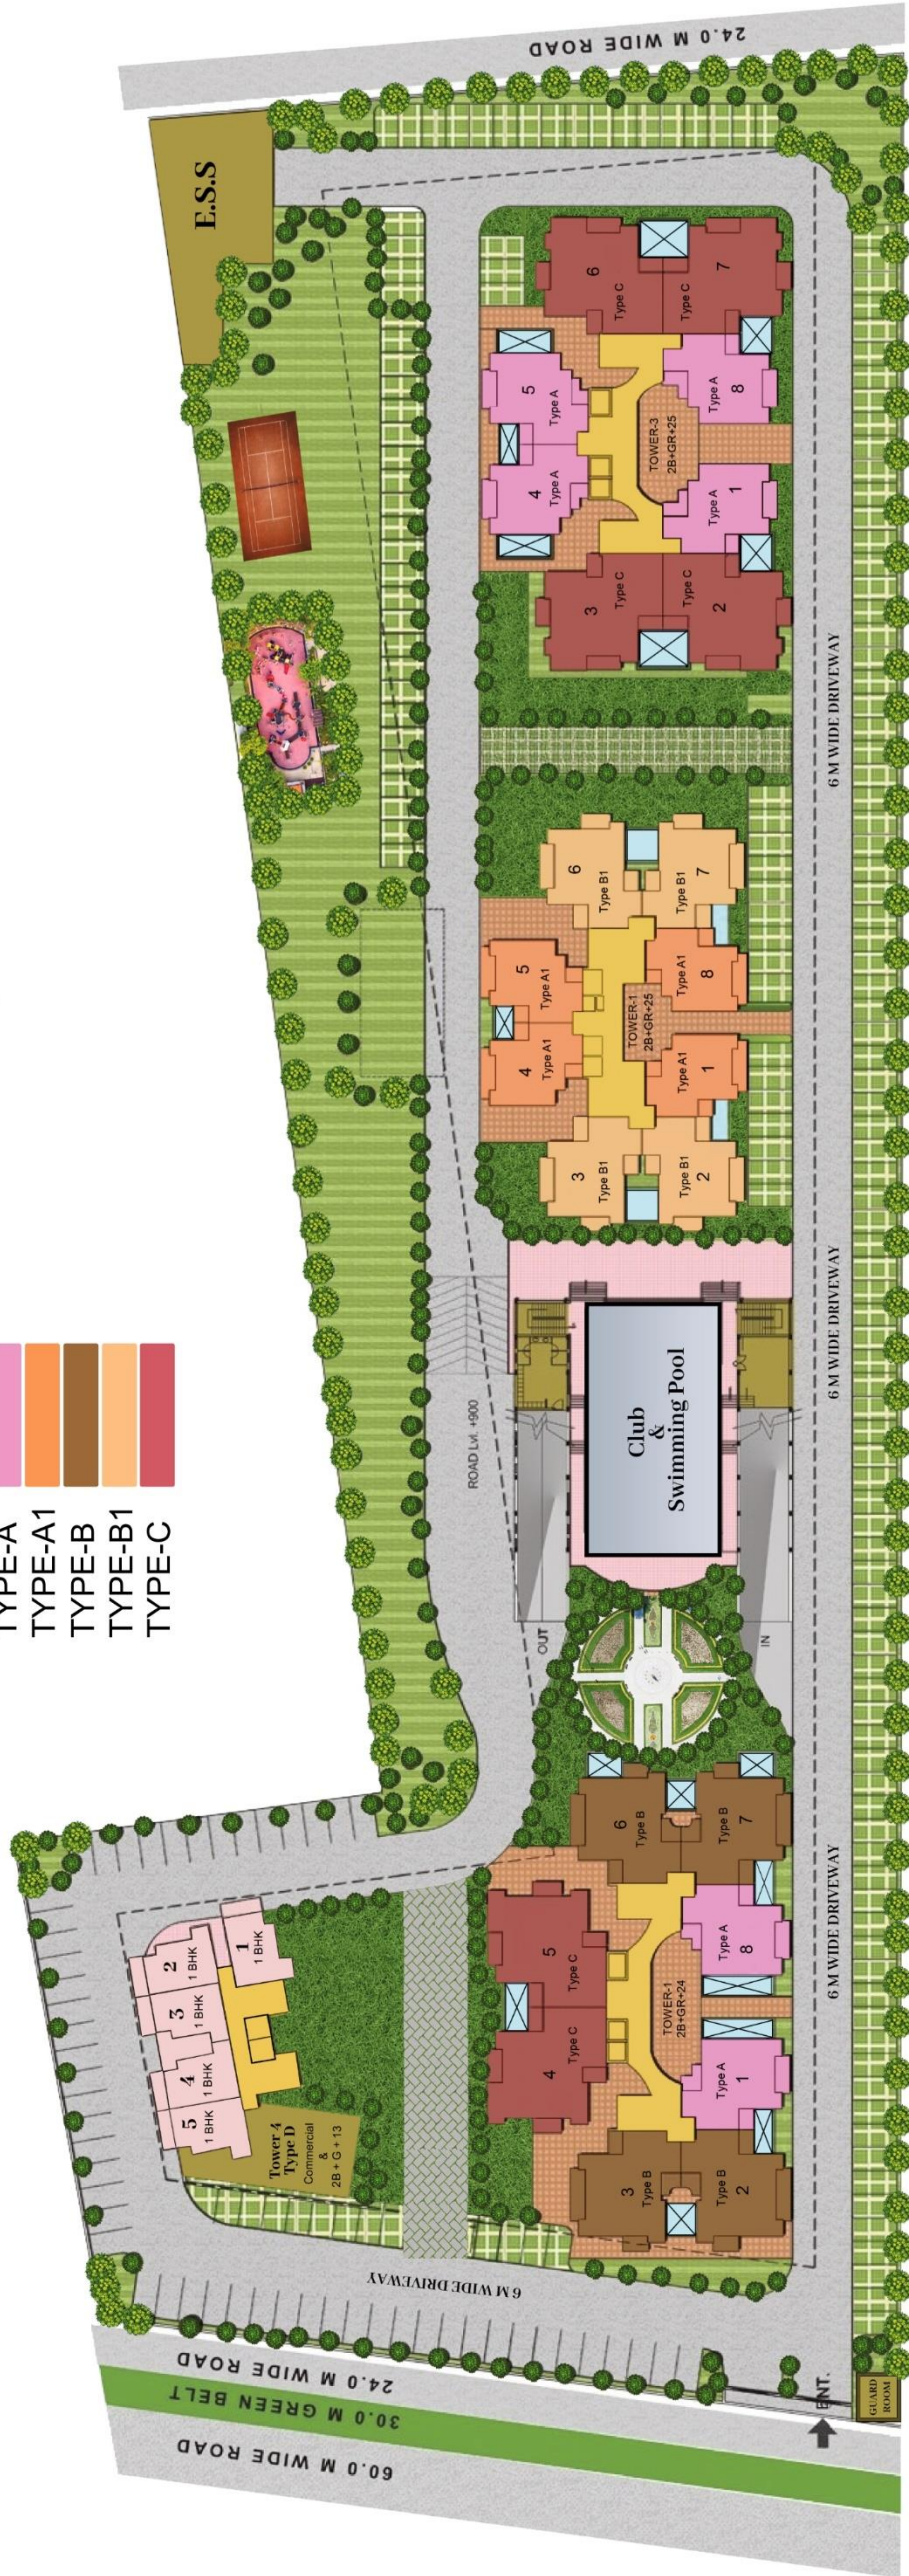 TYPE-A
TYPE-A1
TYPE-B
TYPE-B1
TYPE-C
60.0 M WIDE ROAD
30.0 M GREEN BELT
24.0 M WIDE ROAD
6 M WIDE DRIVEWAY
ENT.
GUARD
ROOM
5
1 BHK
4
1 BHK
3
1 BHK
2
1 BHK
1
1 BHK
Tower 4
Type D
Commercial
&
2B + G + 13
4
Type C
5
Type C
3
Type B
6
Type B
TOWER-1
2B+GR+24
Type B
2
Type A
1
Type A
8
Type B
7
6 M WIDE DRIVEWAY
OUT
IN
ROAD Lvl. +900
Club
&
Swimming Pool
6 M WIDE DRIVEWAY
4
Type A1
5
Type A1
3
Type B1
6
Type B1
TOWER-1
2B+GR+25
Type B1
2
Type A1
1
Type A1
8
Type B1
7
6 M WIDE DRIVEWAY
4
Type A
5
Type A
3
Type C
6
Type C
TOWER-3
2B+GR+25
Type C
2
Type A
1
Type A
8
Type C
7
E.S.S
24.0 M WIDE ROAD